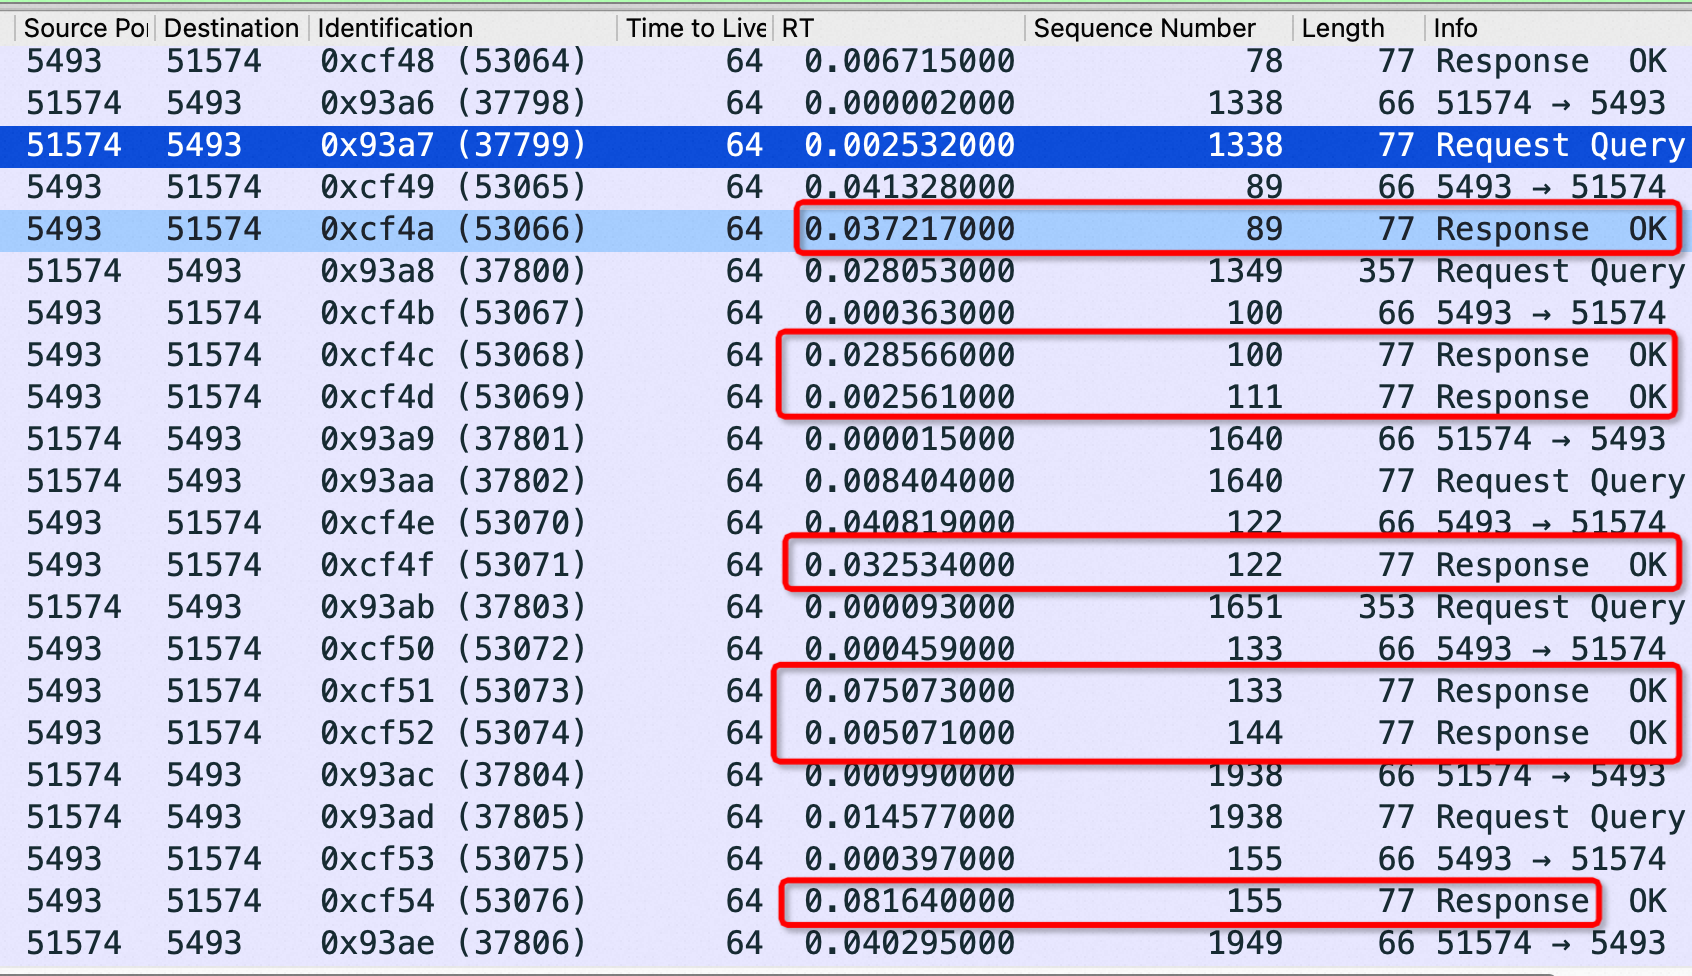 Source Por Destination Identification Time to Live RT Sequence Number Length Info
5493 51574 0xcf48 (53064) 64 0.006715000 78 77 Response OK
51574 5493 0x93a6 (37798) 64 0.000002000 1338 66 51574 → 5493
51574 5493 0x93a7 (37799) 64 0.002532000 1338 77 Request Query
5493 51574 0xcf49 (53065) 64 0.041328000 89 66 5493 → 51574
5493 51574 0xcf4a (53066) 64 0.037217000 89 77 Response OK
51574 5493 0x93a8 (37800) 64 0.028053000 1349 357 Request Query
5493 51574 0xcf4b (53067) 64 0.000363000 100 66 5493 → 51574
5493 51574 0xcf4c (53068) 64 0.028566000 100 77 Response OK
5493 51574 0xcf4d (53069) 64 0.002561000 111 77 Response OK
51574 5493 0x93a9 (37801) 64 0.000015000 1640 66 51574 → 5493
51574 5493 0x93aa (37802) 64 0.008404000 1640 77 Request Query
5493 51574 0xcf4e (53070) 64 0.040819000 122 66 5493 → 51574
5493 51574 0xcf4f (53071) 64 0.032534000 122 77 Response OK
51574 5493 0x93ab (37803) 64 0.000093000 1651 353 Request Query
5493 51574 0xcf50 (53072) 64 0.000459000 133 66 5493 → 51574
5493 51574 0xcf51 (53073) 64 0.075073000 133 77 Response OK
5493 51574 0xcf52 (53074) 64 0.005071000 144 77 Response OK
51574 5493 0x93ac (37804) 64 0.000990000 1938 66 51574 → 5493
51574 5493 0x93ad (37805) 64 0.014577000 1938 77 Request Query
5493 51574 0xcf53 (53075) 64 0.000397000 155 66 5493 → 51574
5493 51574 0xcf54 (53076) 64 0.081640000 155 77 Response OK
51574 5493 0x93ae (37806) 64 0.040295000 1949 66 51574 → 5493